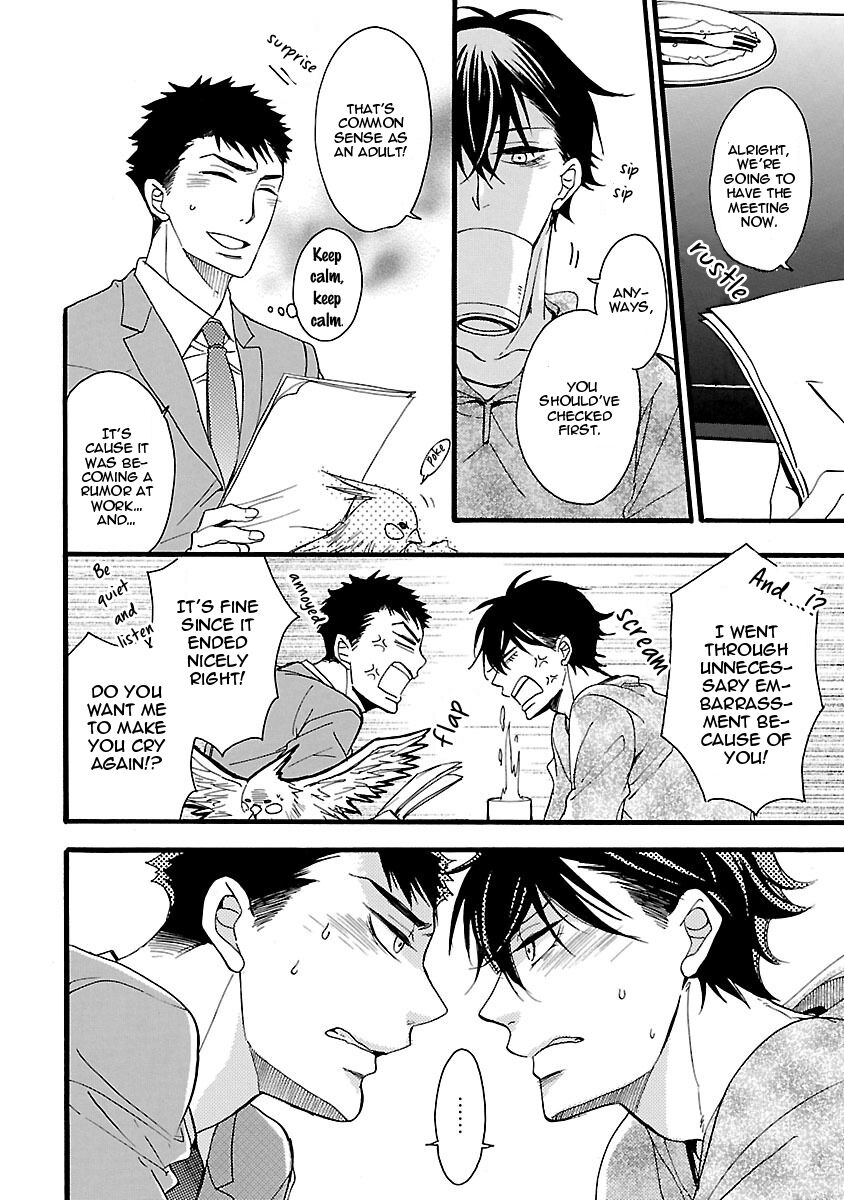 ALRIGHT,
WE'RE
GOING TO
HAVE THE
MEETING
NOW.
rustle
sip
sip
ANY-
WAYS,
YOU
SHOULD'VE
CHECKED
FIRST.
surprise
THAT'S
COMMON
SENSE AS
AN ADULT!
Keep
calm,
keep
calm.
poke
IT'S
CAUSE IT
WAS BE-
COMING A
RUMOR AT
WORK...
AND...
And....!?
I WENT
THROUGH
UNNECES-
SARY EM-
BARRASS-
MENT BE-
CAUSE OF
YOU!
scream
flap
annoyed
IT'S FINE
SINCE IT
ENDED
NICELY
RIGHT!
Be
quiet
and
listen
DO YOU
WANT ME
TO MAKE
YOU CRY
AGAIN!?
......